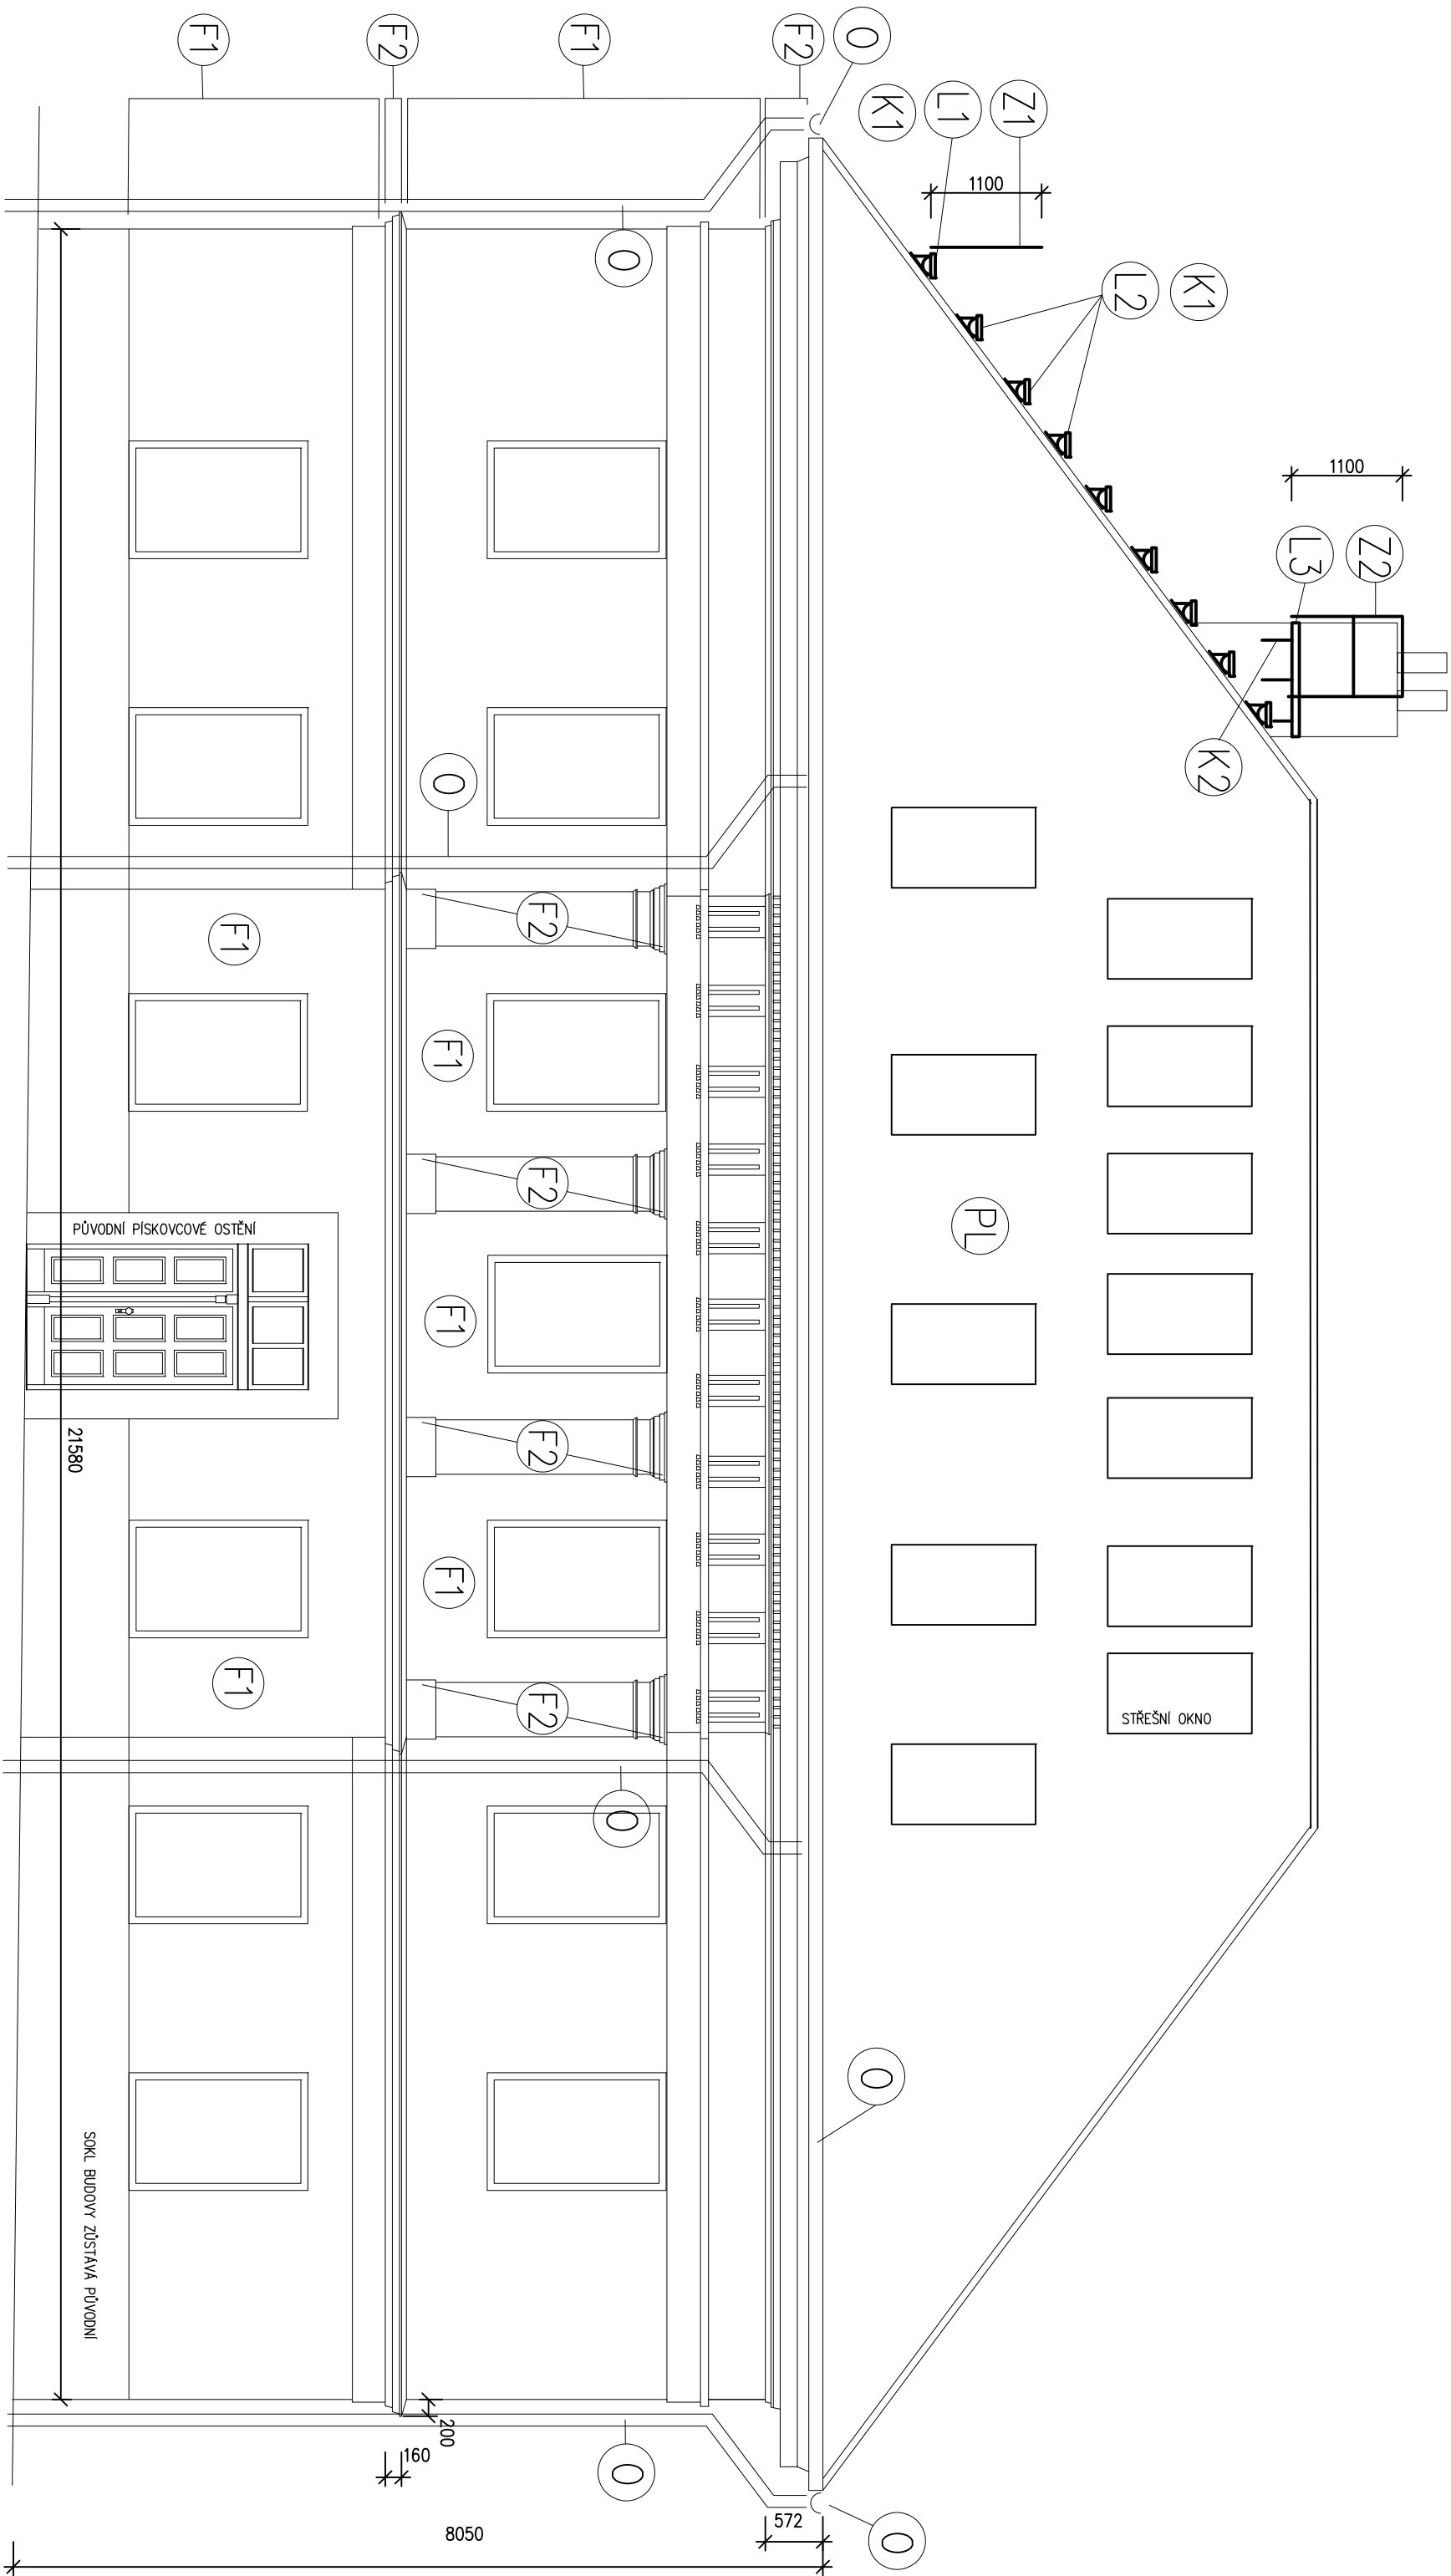 Z2
1100
L3
K2
K1
L2
Z1
1100
L1
K1
O
STŘEŠNÍ OKNO
PL
O
O
F2
572
F1
O
F2
F2
F2
F2
O
O
8050
O
F1
F1
F1
F2
200
160
F1
F1
F1
PŮVODNÍ PÍSKOVCOVÉ OSTĚNÍ
SOKL BUDOVY ZŮSTÁVÁ PŮVODNÍ
21580